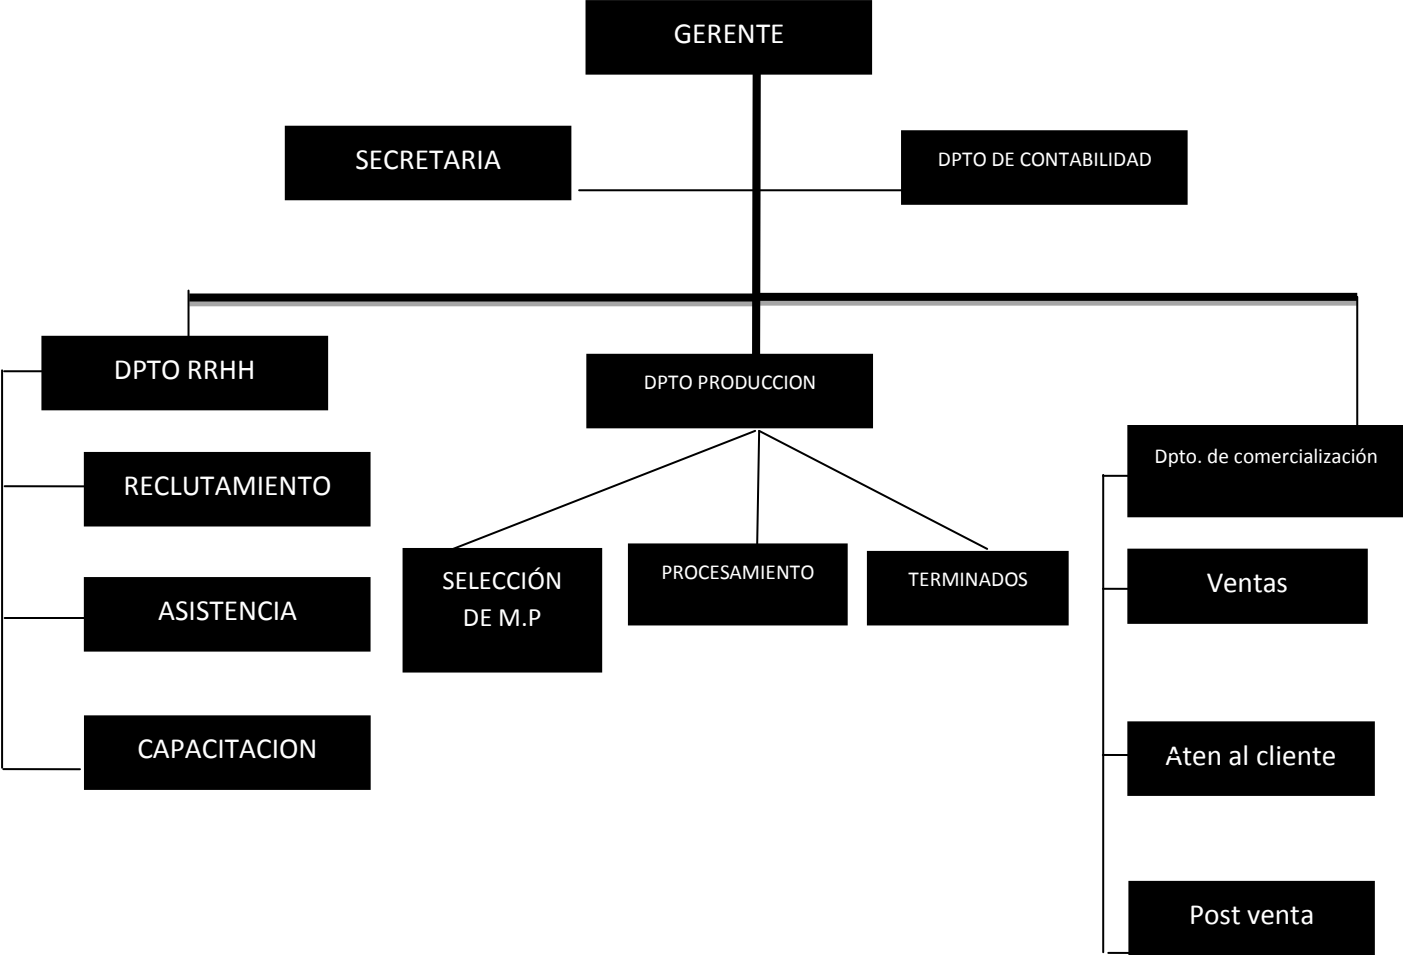 GERENTE
SECRETARIA
DPTO DE CONTABILIDAD
DPTO RRHH
DPTO PRODUCCION
Dpto. de comercialización
RECLUTAMIENTO
ASISTENCIA
CAPACITACION
SELECCIÓN
DE M.P
PROCESAMIENTO
TERMINADOS
Ventas
Aten al cliente
Post venta